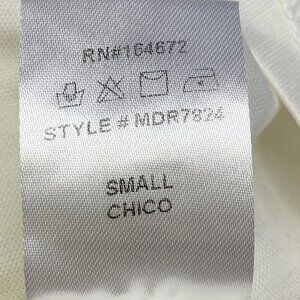 RN#164672
STYLE # MDR7824
SMALL
CHICO